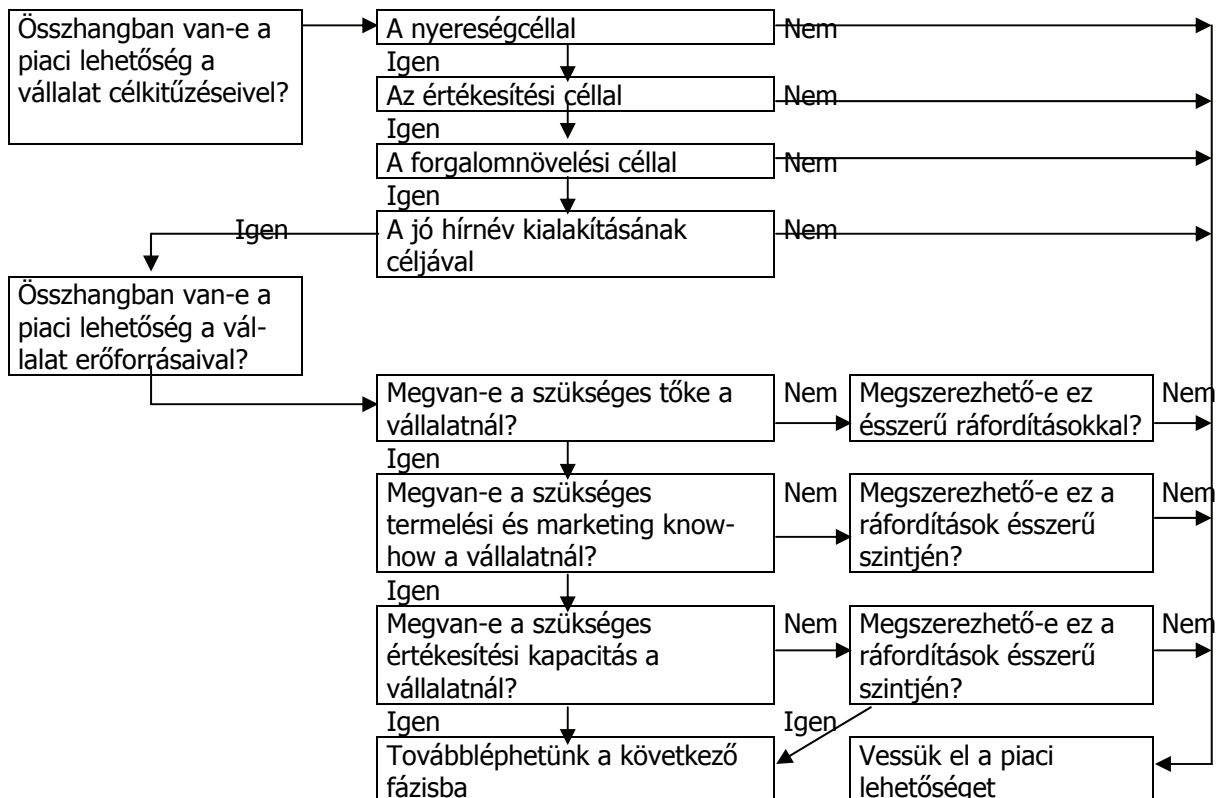 Összhangban van-e a
piaci lehetőség a
vállalat célkitűzéseivel?
A nyereségcéllal
Nem
Igen
Az értékesítési céllal
Nem
Igen
A forgalomnövelési céllal
Nem
Igen
A jó hírnév kialakításának
céljával
Nem
Igen
Összhangban van-e a
piaci lehetőség a vál-
lalat erőforrásaival?
Megvan-e a szükséges tőke a
vállalatnál?
Nem
Megszerezhető-e ez
ésszerű ráfordításokkal?
Nem
Igen
Megvan-e a szükséges
termelési és marketing know-
how a vállalatnál?
Nem
Megszerezhető-e ez a
ráfordítások ésszerű
szintjén?
Nem
Igen
Megvan-e a szükséges
értékesítési kapacitás a
vállalatnál?
Nem
Megszerezhető-e ez a
ráfordítások ésszerű
szintjén?
Nem
Igen
Igen
Továbbléphetünk a következő
fázisba
Vessük el a piaci
lehetőséget